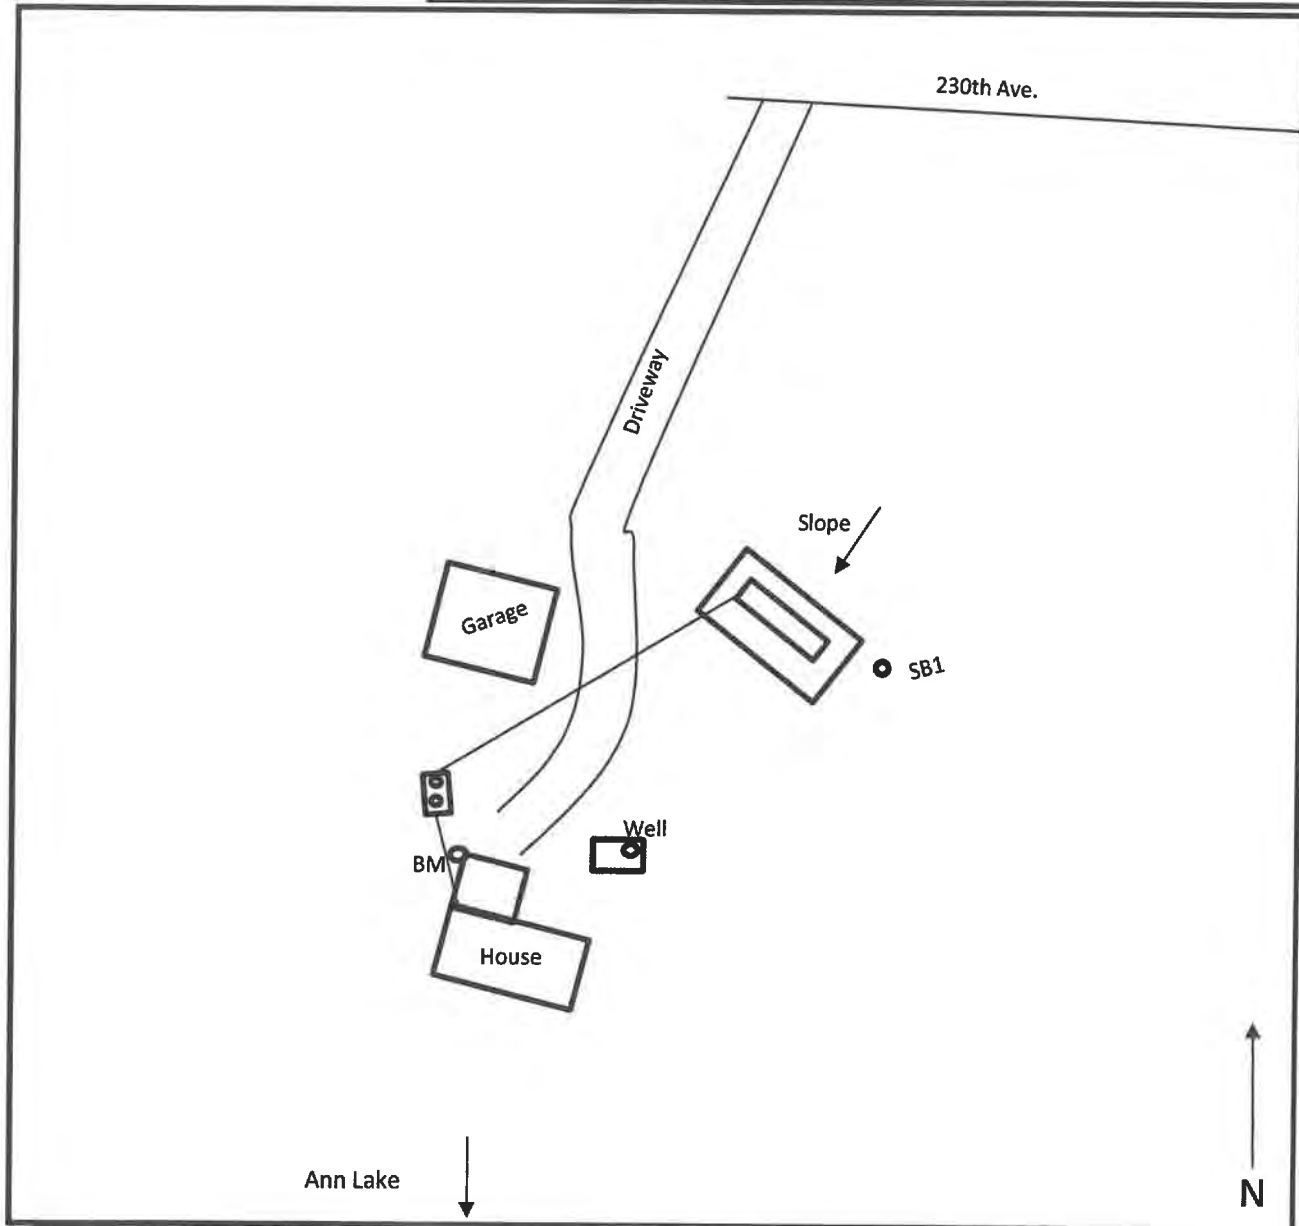 230th Ave.
Driveway
Slope
Garage
SB1
Well
BM
House
Ann Lake
N